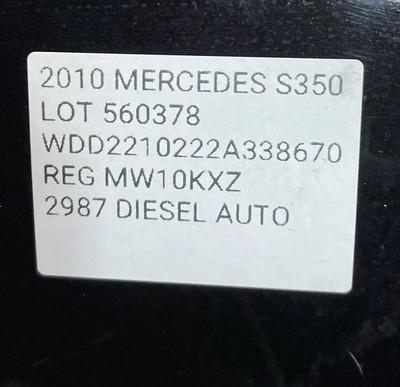 2010 MERCEDES S350
LOT 560378
WDD2210222A338670
REG MW10KXZ
2987 DIESEL AUTO